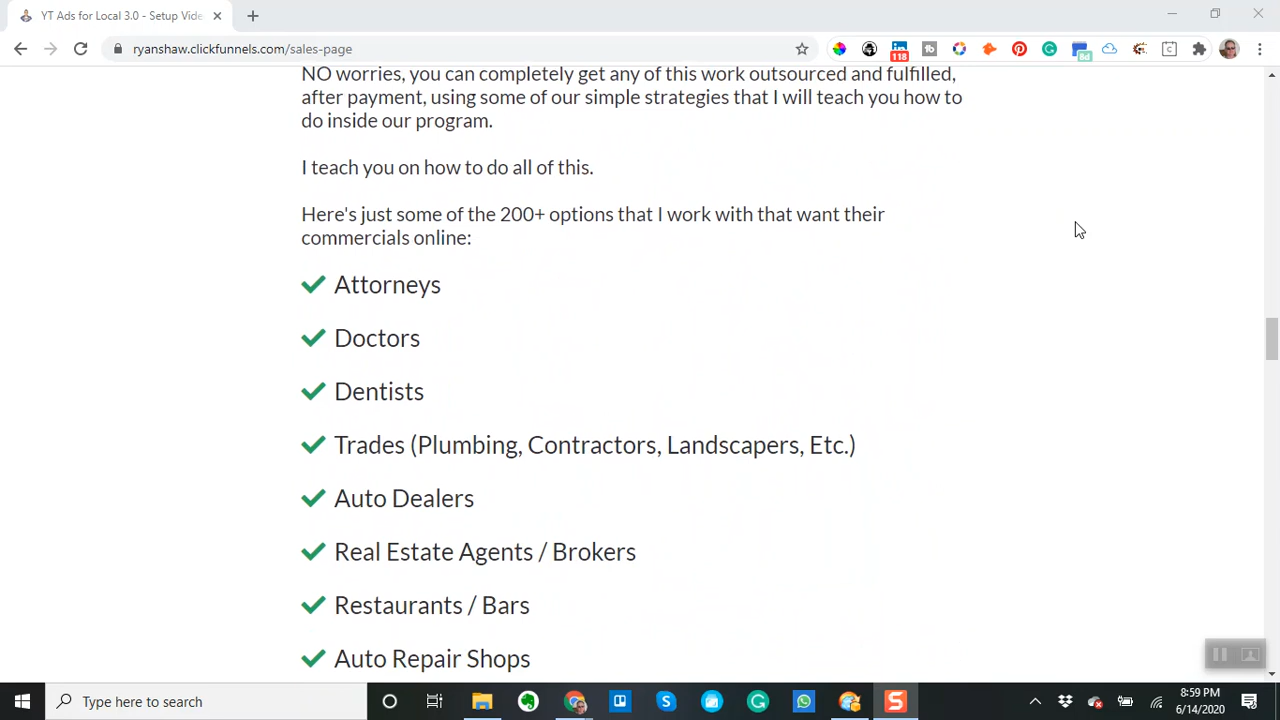 YT Ads for Local 3.0 - Setup Vide
ryanshaw.clickfunnels.com/sales-page
118
8d
NO worries, you can completely get any of this work outsourced and fulfilled,
after payment, using some of our simple strategies that I will teach you how to
do inside our program.
I teach you on how to do all of this.
Here's just some of the 200+ options that I work with that want their
commercials online:
Attorneys
Doctors
Dentists
Trades (Plumbing, Contractors, Landscapers, Etc.)
Auto Dealers
Real Estate Agents / Brokers
Restaurants / Bars
Auto Repair Shops
Type here to search
8:59 PM
6/14/2020